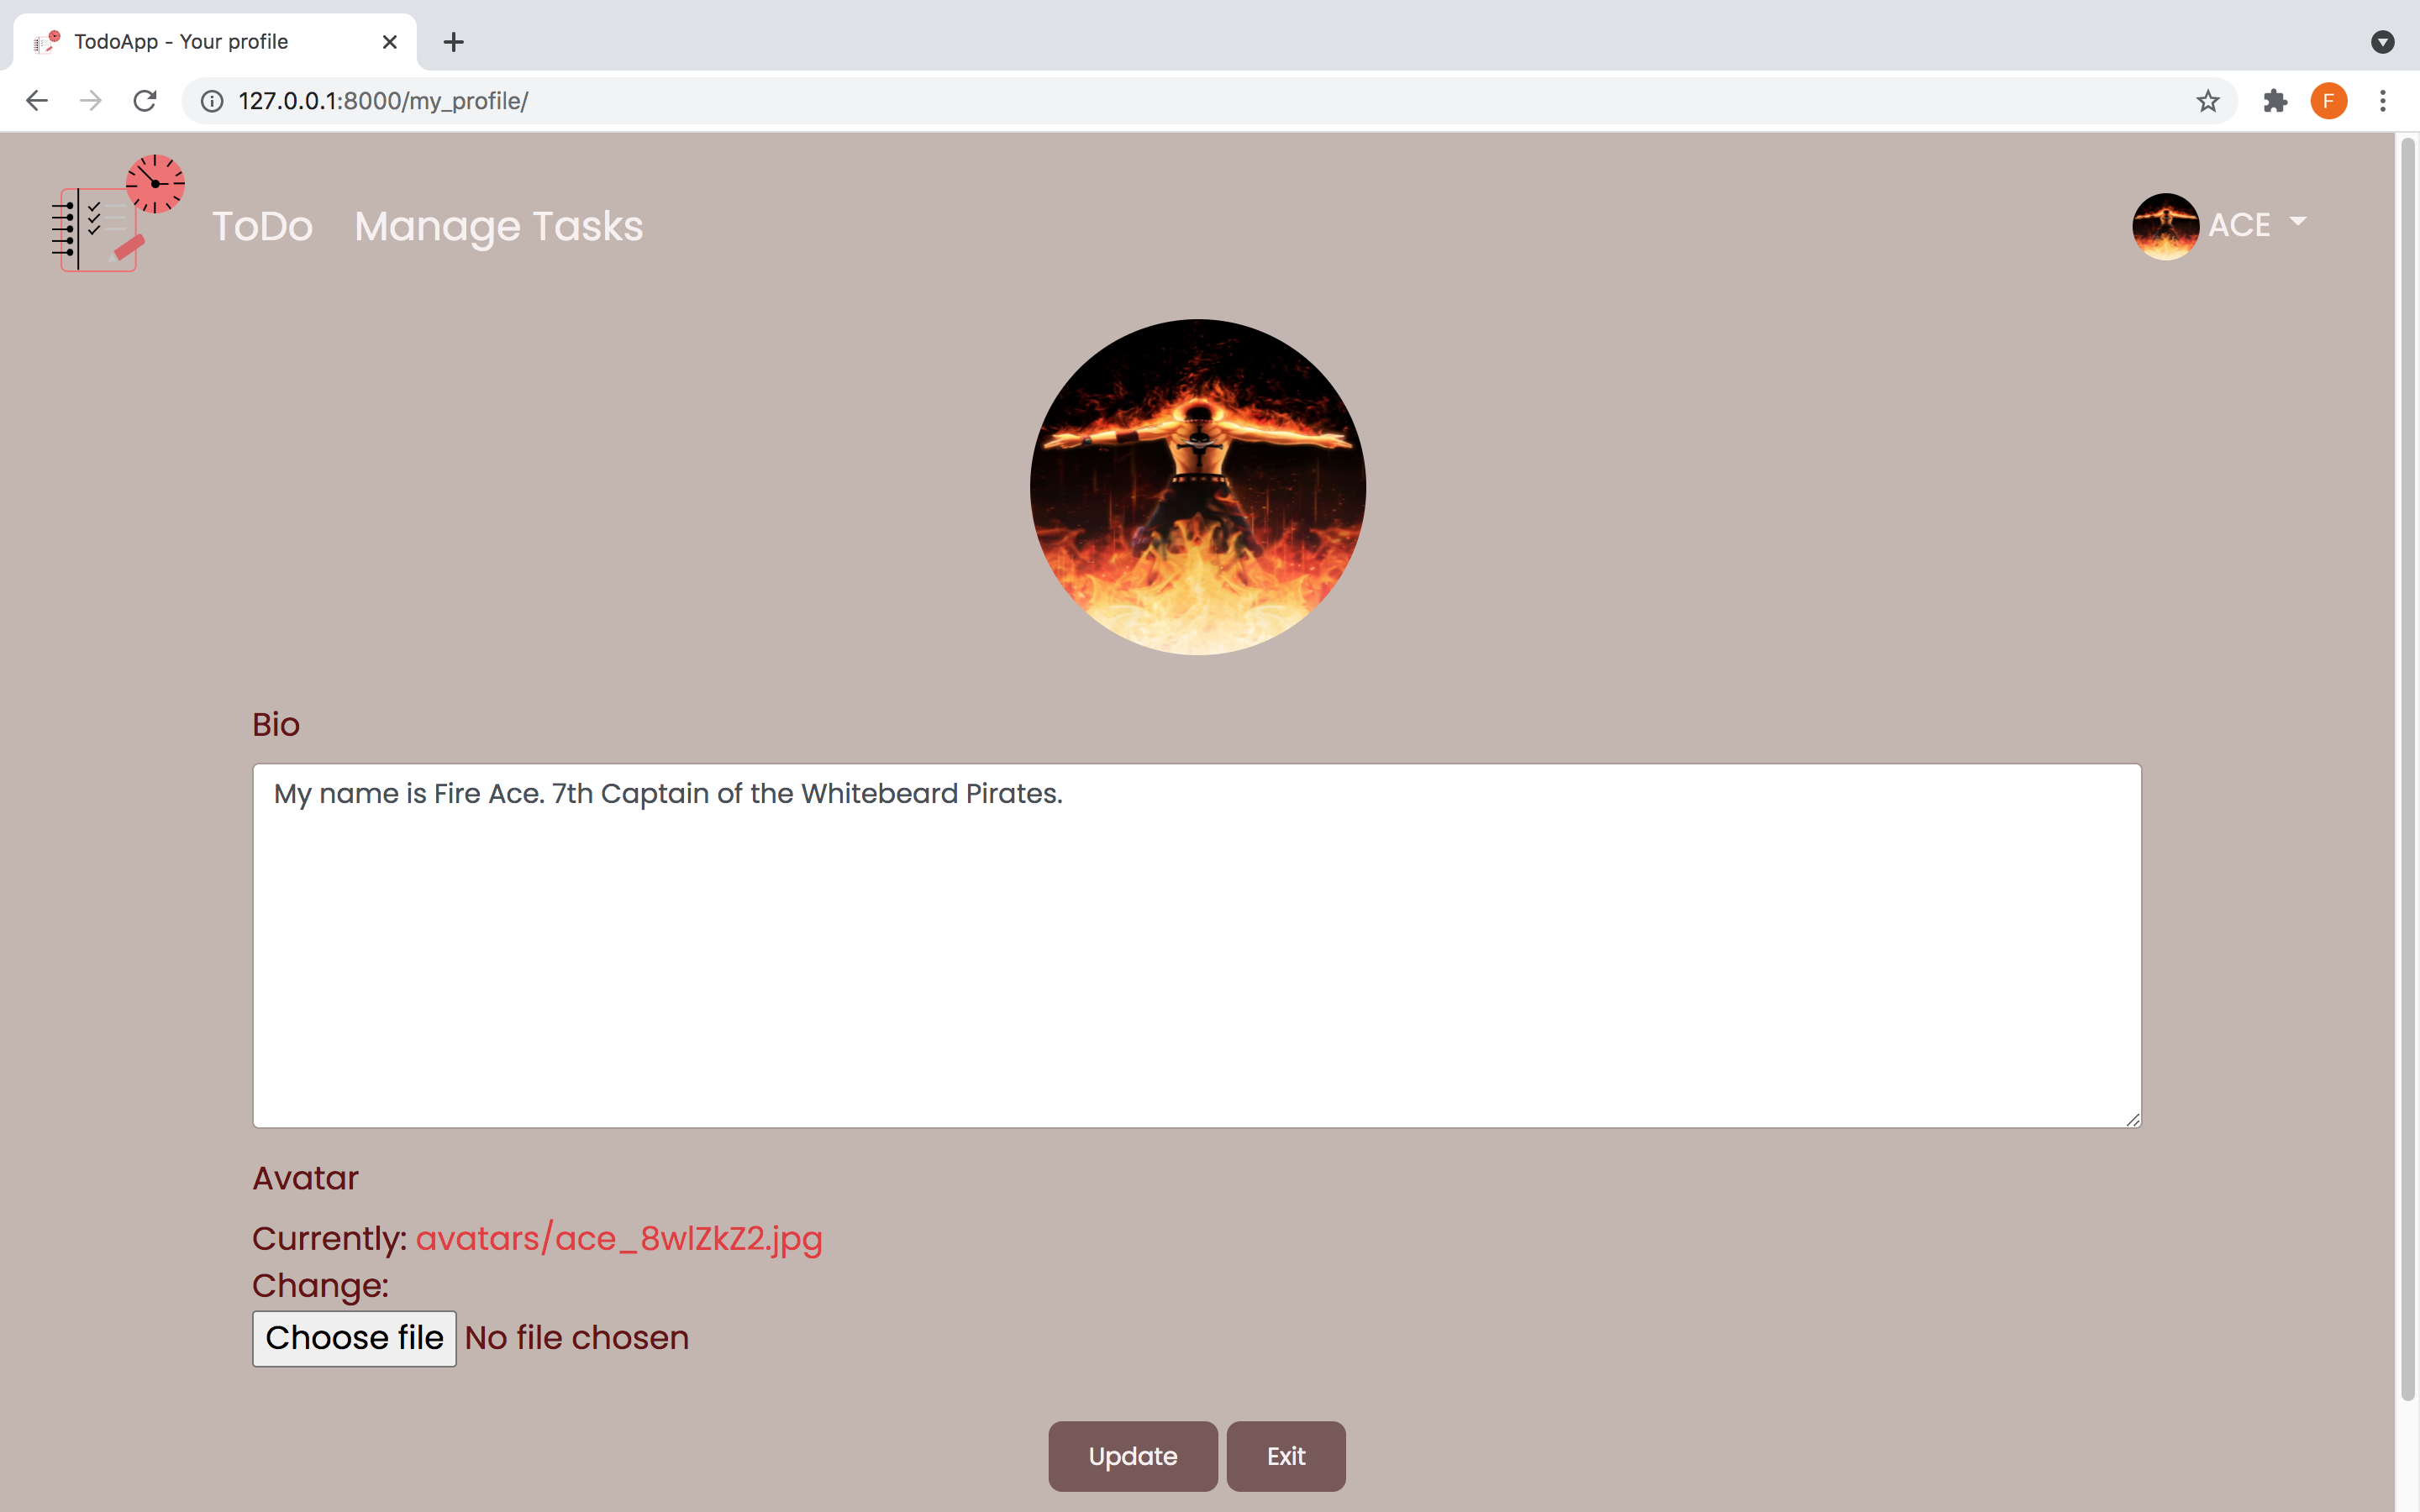 TodoApp - Your profile
127.0.0.1:8000/my_profile/
F
ToDo Manage Tasks
ACE
Bio
My name is Fire Ace. 7th Captain of the Whitebeard Pirates.
Avatar
Currently: avatars/ace_8wlZkZ2.jpg
Change:
Choose file No file chosen
Update Exit